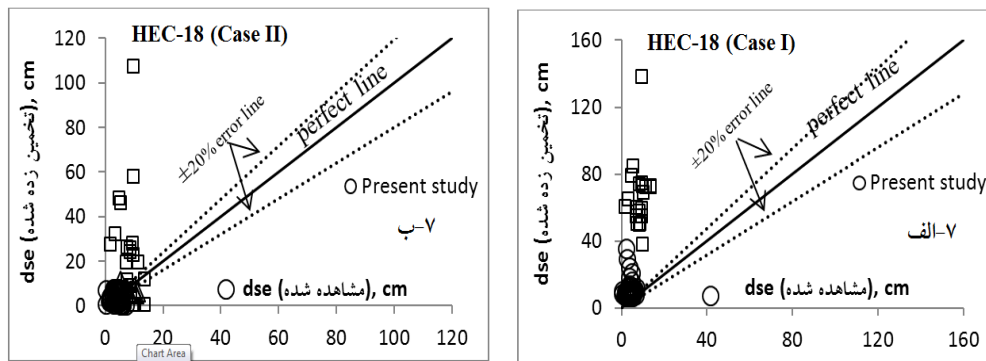 HEC-18 (Case II)
120
100
80
60
40
20
0
dse (تخمین زده شده), cm
±20% error line
perfect line
Present study
۷-ب
dse (مشاهده شده), cm
0
20
40
60
80
100
120
Chart Area
HEC-18 (Case I)
160
120
80
40
0
dse (تخمین زده شده), cm
±20% error line
perfect line
Present study
۷-الف
dse (مشاهده شده), cm
0
40
80
120
160